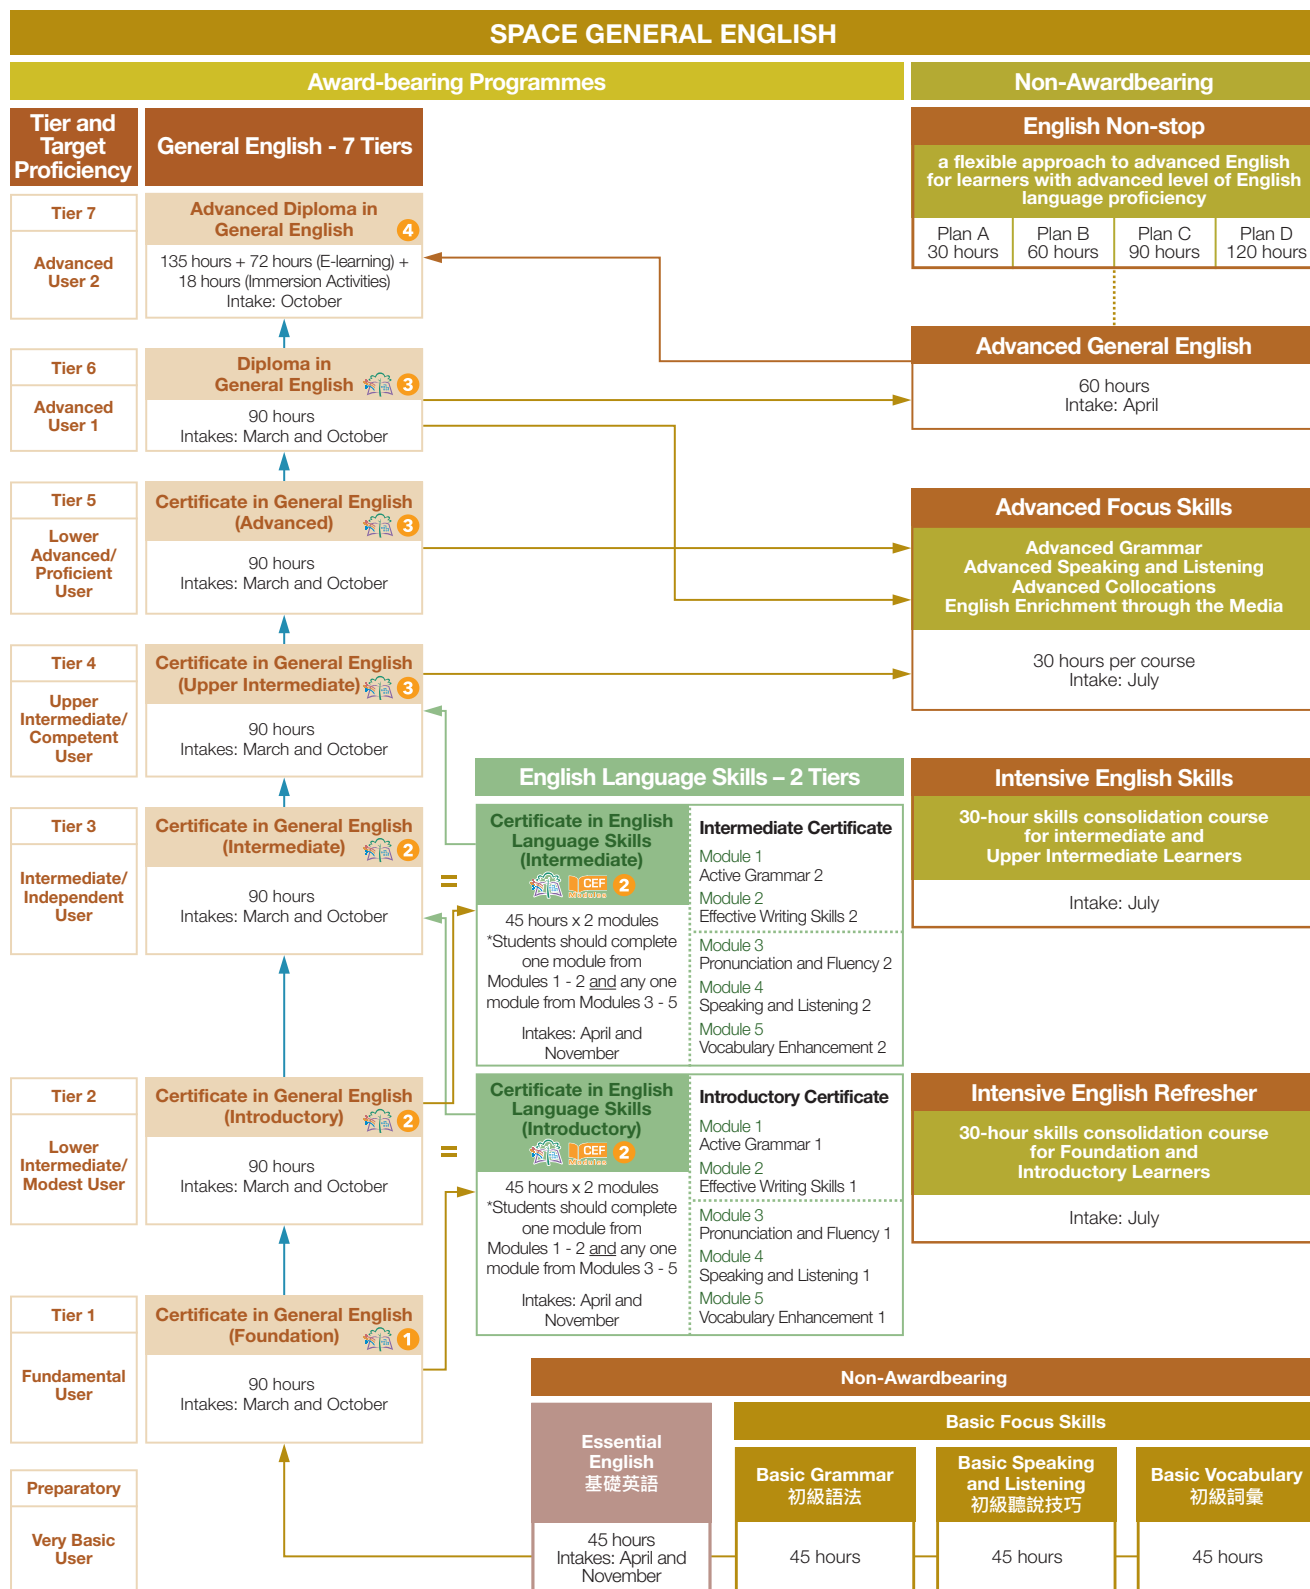 SPACE GENERAL ENGLISH
Award-bearing Programmes
Non-Awardbearing
Tier and
Target
Proficiency
General English - 7 Tiers
English Non-stop
a flexible approach to advanced English
for learners with advanced level of English
language proficiency
Plan A
30 hours
Plan B
60 hours
Plan C
90 hours
Plan D
120 hours
Tier 7
Advanced
User 2
Advanced Diploma in
General English 4
135 hours + 72 hours (E-learning) +
18 hours (Immersion Activities)
Intake: October
Advanced General English
60 hours
Intake: April
Tier 6
Advanced
User 1
Diploma in
General English 3
90 hours
Intakes: March and October
Tier 5
Lower
Advanced/
Proficient
User
Certificate in General English
(Advanced) 3
90 hours
Intakes: March and October
Advanced Focus Skills
Advanced Grammar
Advanced Speaking and Listening
Advanced Collocations
English Enrichment through the Media
30 hours per course
Intake: July
Tier 4
Upper
Intermediate/
Competent
User
Certificate in General English
(Upper Intermediate) 3
90 hours
Intakes: March and October
English Language Skills – 2 Tiers
Intensive English Skills
30-hour skills consolidation course
for intermediate and
Upper Intermediate Learners
Intake: July
Tier 3
Intermediate/
Independent
User
Certificate in General English
(Intermediate) 2
90 hours
Intakes: March and October
=
Certificate in English
Language Skills
(Intermediate)
CEF
Modules
2
45 hours x 2 modules
*Students should complete
one module from
Modules 1 - 2 and any one
module from Modules 3 - 5
Intakes: April and
November
Intermediate Certificate
Module 1
Active Grammar 2
Module 2
Effective Writing Skills 2
Module 3
Pronunciation and Fluency 2
Module 4
Speaking and Listening 2
Module 5
Vocabulary Enhancement 2
Tier 2
Lower
Intermediate/
Modest User
Certificate in General English
(Introductory) 2
90 hours
Intakes: March and October
=
Certificate in English
Language Skills
(Introductory)
CEF
Modules
2
45 hours x 2 modules
*Students should complete
one module from
Modules 1 - 2 and any one
module from Modules 3 - 5
Intakes: April and
November
Introductory Certificate
Module 1
Active Grammar 1
Module 2
Effective Writing Skills 1
Module 3
Pronunciation and Fluency 1
Module 4
Speaking and Listening 1
Module 5
Vocabulary Enhancement 1
Intensive English Refresher
30-hour skills consolidation course
for Foundation and
Introductory Learners
Intake: July
Tier 1
Fundamental
User
Certificate in General English
(Foundation) 1
90 hours
Intakes: March and October
Non-Awardbearing
Essential
English
基礎英語
45 hours
Intakes: April and
November
Basic Focus Skills
Basic Grammar
初級語法
45 hours
Basic Speaking
and Listening
初級聽說技巧
45 hours
Basic Vocabulary
初級詞彙
45 hours
Preparatory
Very Basic
User